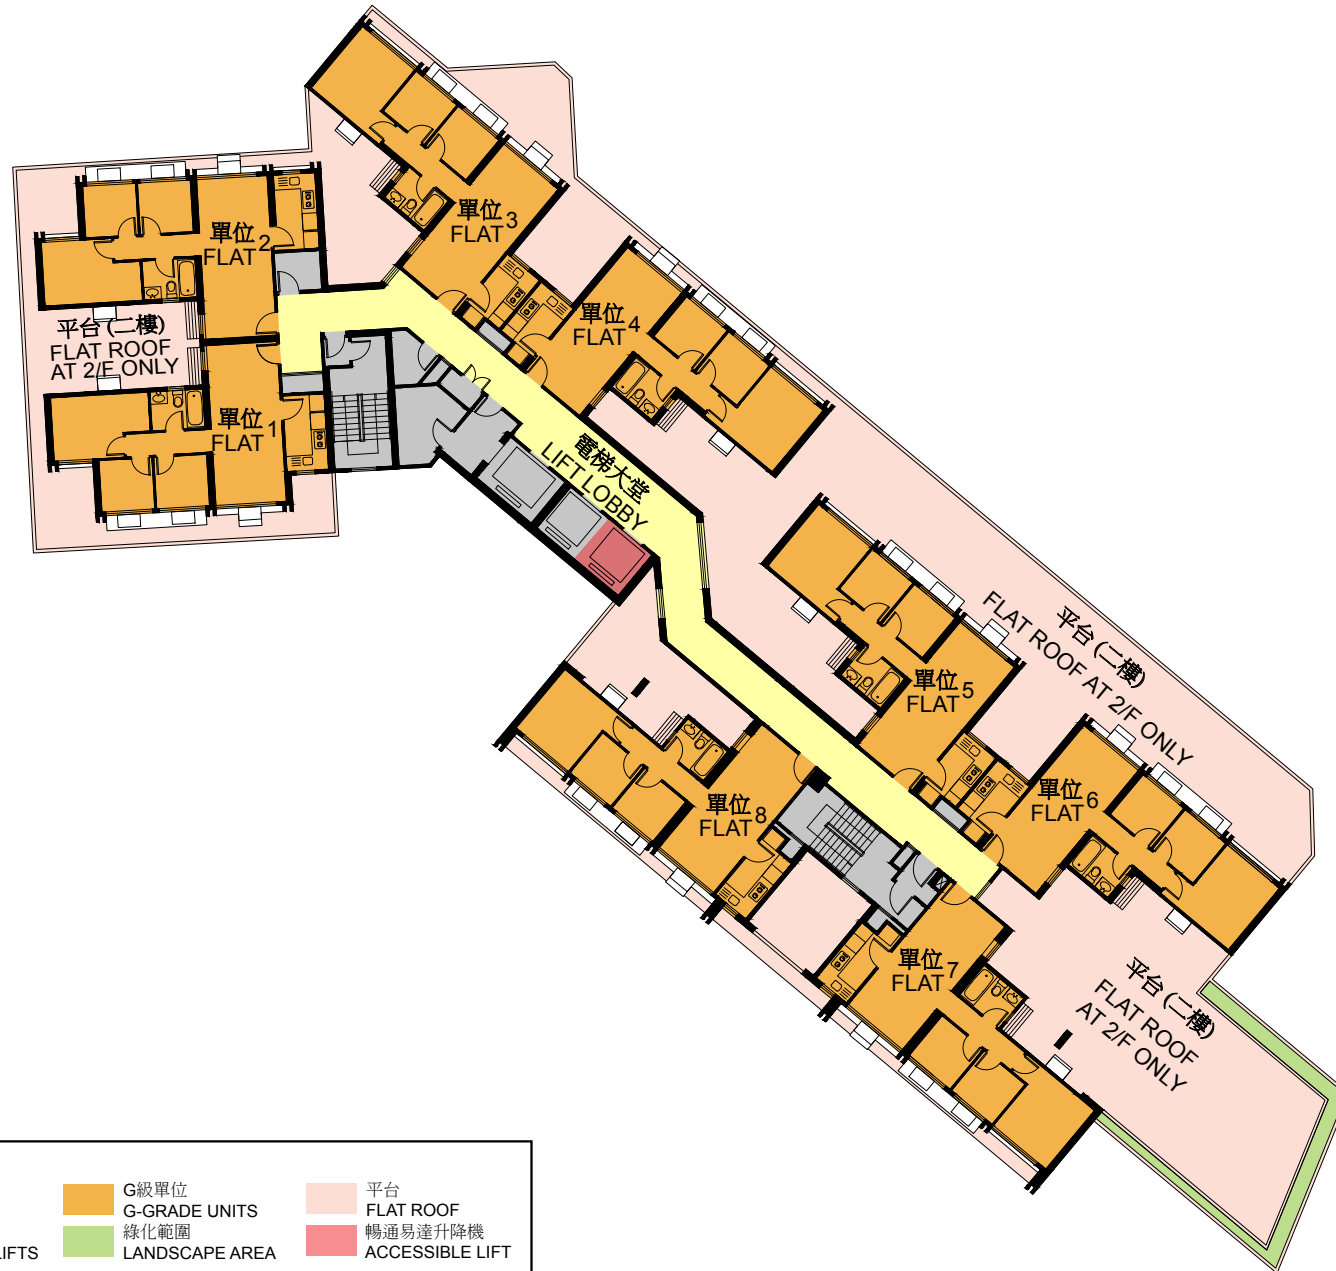 單位 3
FLAT
單位 2
FLAT
單位 4
FLAT
平台 (二樓)
FLAT ROOF
AT 2/F ONLY
單位 1
FLAT
電梯大堂
LIFT LOBBY
平台 (二樓)
FLAT ROOF AT 2/F ONLY
單位 5
FLAT
單位 6
FLAT
單位 8
FLAT
單位 7
FLAT
平台 (二樓)
FLAT ROOF
AT 2/F ONLY
G級單位
G-GRADE UNITS
平台
FLAT ROOF
綠化範圍
LANDSCAPE AREA
暢通易達升降機
ACCESSIBLE LIFT
IFTS